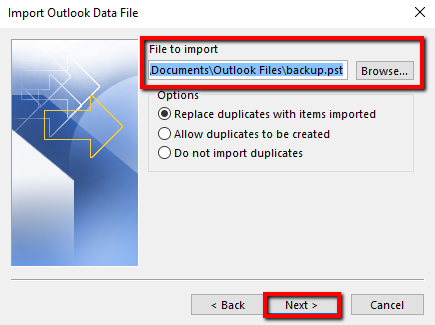 Import Outlook Data File
File to import
.Documents\Outlook Files\backup.pst
Browse...
Options
Replace duplicates with items imported
Allow duplicates to be created
Do not import duplicates
< Back
Next >
Cancel